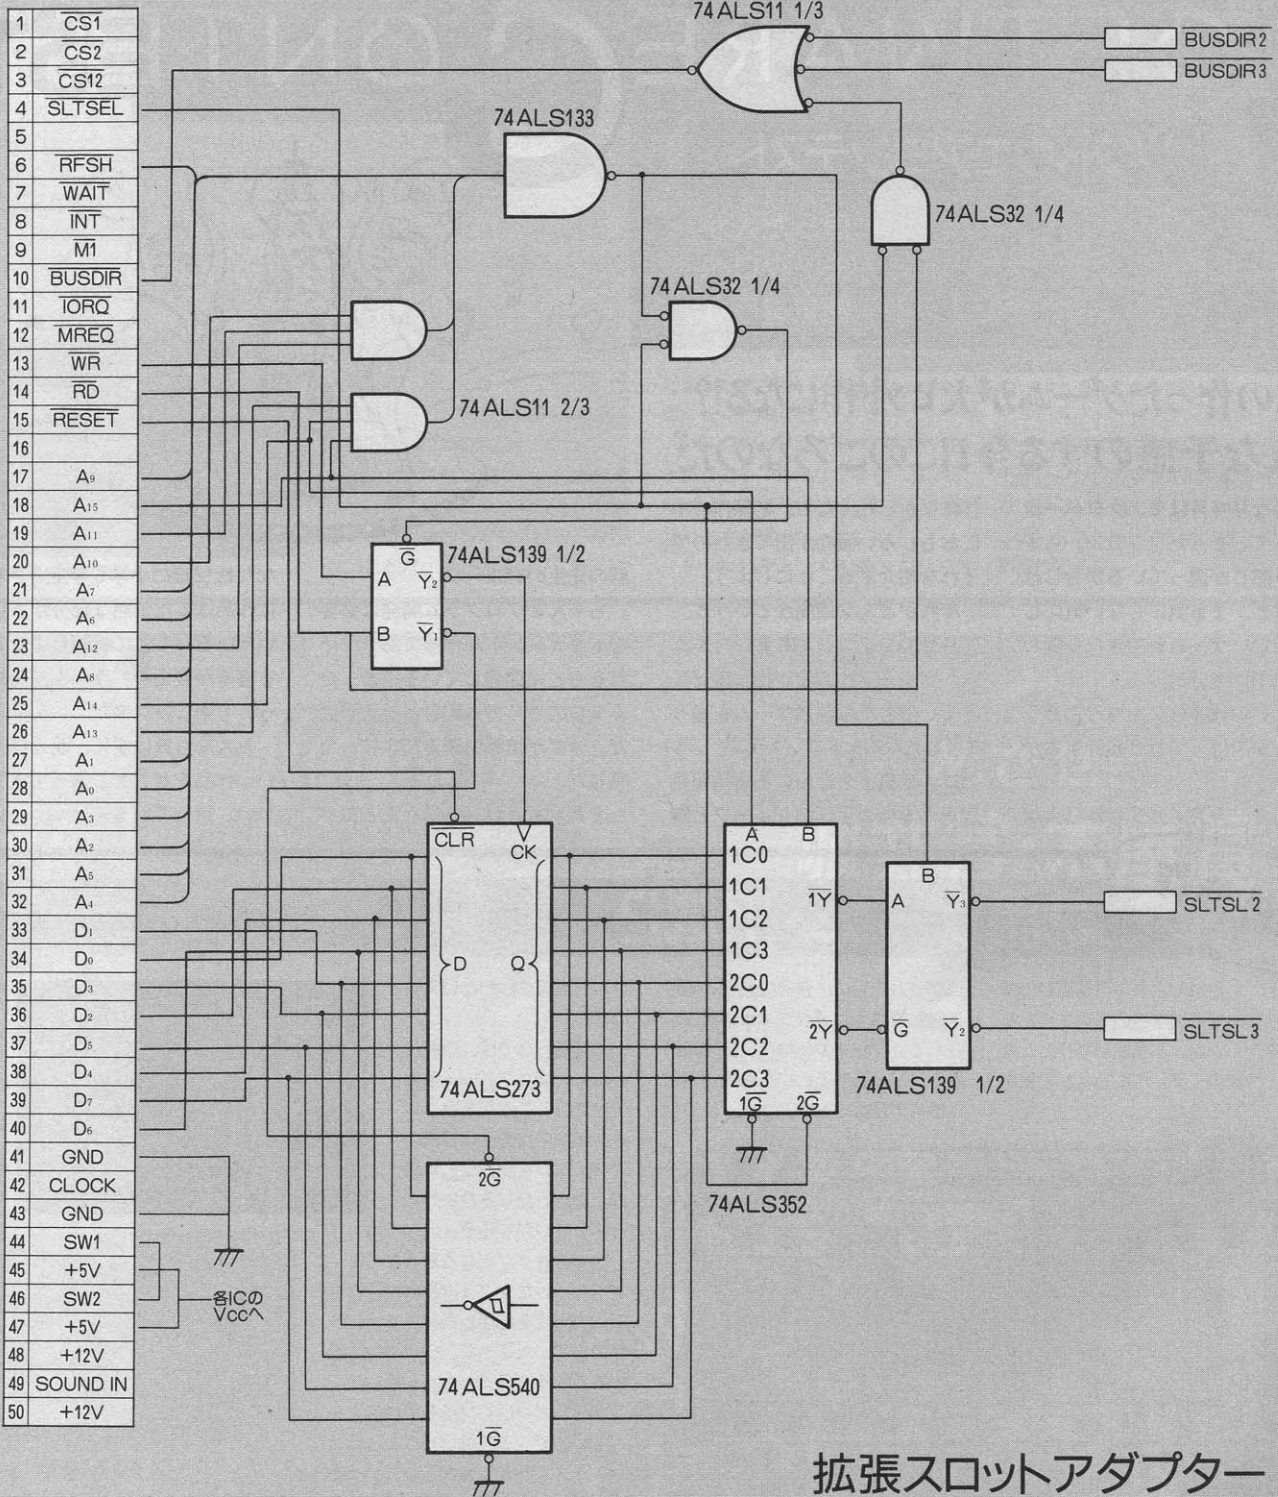 1 CS1
2 CS2
3 CS12
4 SLTSEL
5
6 RFSH
7 WAIT
8 INT
9 M1
10 BUSDIR
11 IORQ
12 MREQ
13 WR
14 RD
15 RESET
16
17 A9
18 A15
19 A11
20 A10
21 A7
22 A6
23 A12
24 A8
25 A14
26 A13
27 A1
28 A0
29 A3
30 A2
31 A5
32 A4
33 D1
34 D0
35 D3
36 D2
37 D5
38 D4
39 D7
40 D6
41 GND
42 CLOCK
43 GND
44 SW1
45 +5V
46 SW2
47 +5V
48 +12V
49 SOUND IN
50 +12V
各ICの
Vccへ
74ALS11 1/3
BUSDIR2
BUSDIR3
74ALS133
74ALS32 1/4
74ALS32 1/4
74ALS11 2/3
74ALS139 1/2
G
A Y2
B Y1
CLR CK
D Q
74ALS273
A B
1C0
1C1
1C2
1C3
2C0
2C1
2C2
2C3
1Y
2Y
1G 2G
74ALS352
B
A Y3
G Y2
74ALS139 1/2
SLTSL2
SLTSL3
2G
74ALS540
1G
拡張スロットアダプター